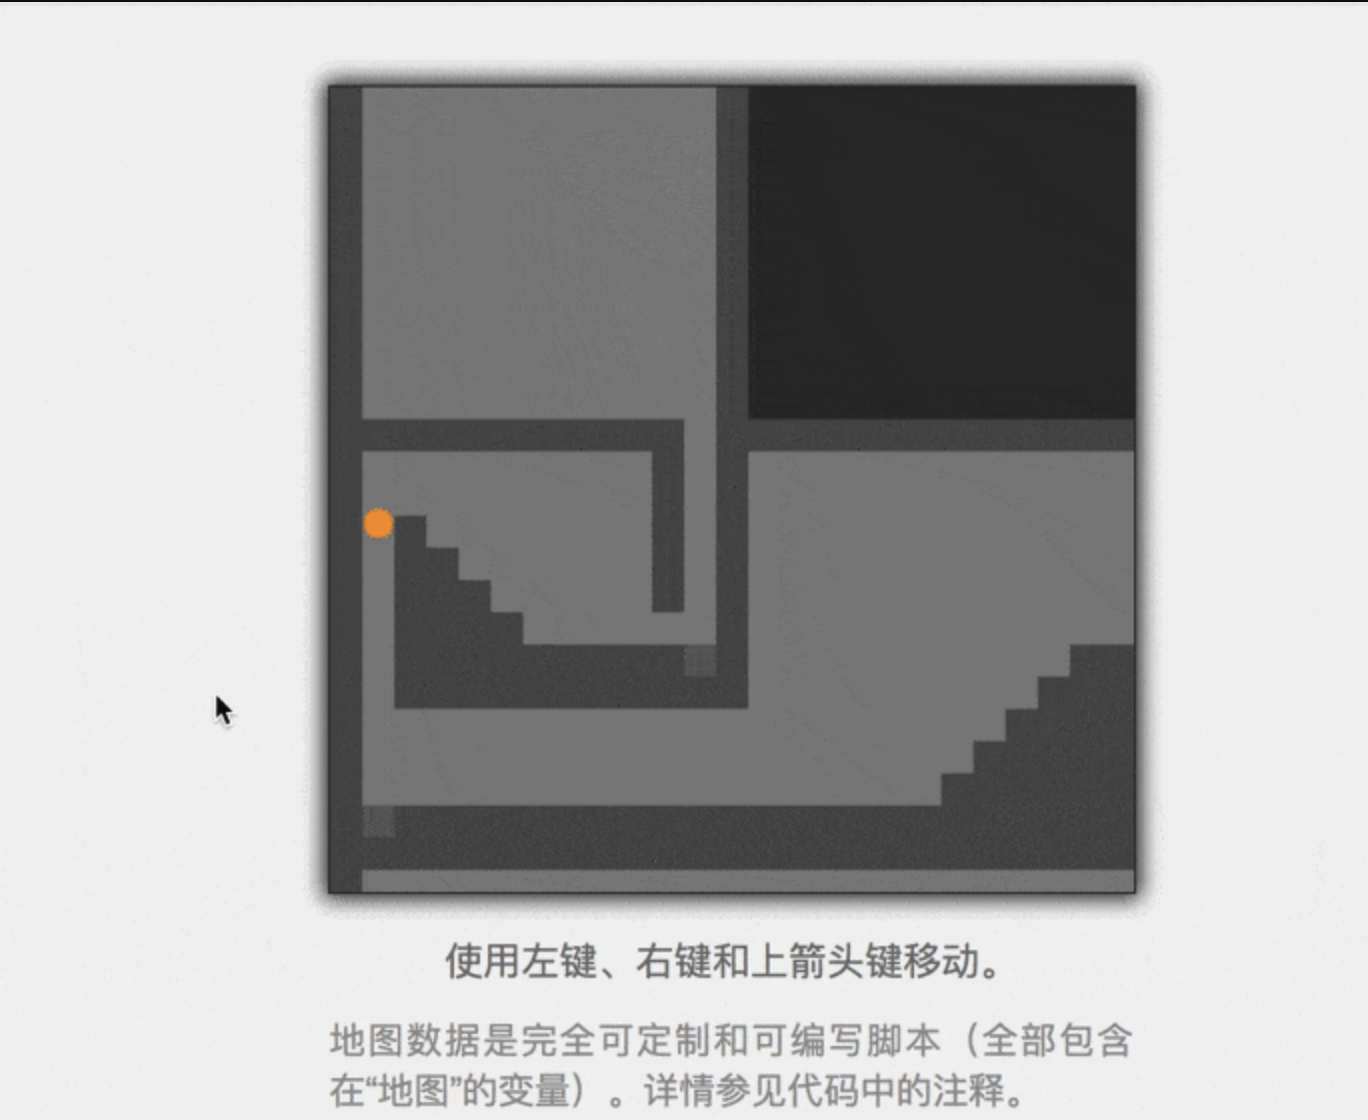 使用左键、右键和上箭头键移动。
地图数据是完全可定制和可编写脚本（全部包含
在“地图”的变量）。详情参见代码中的注释。